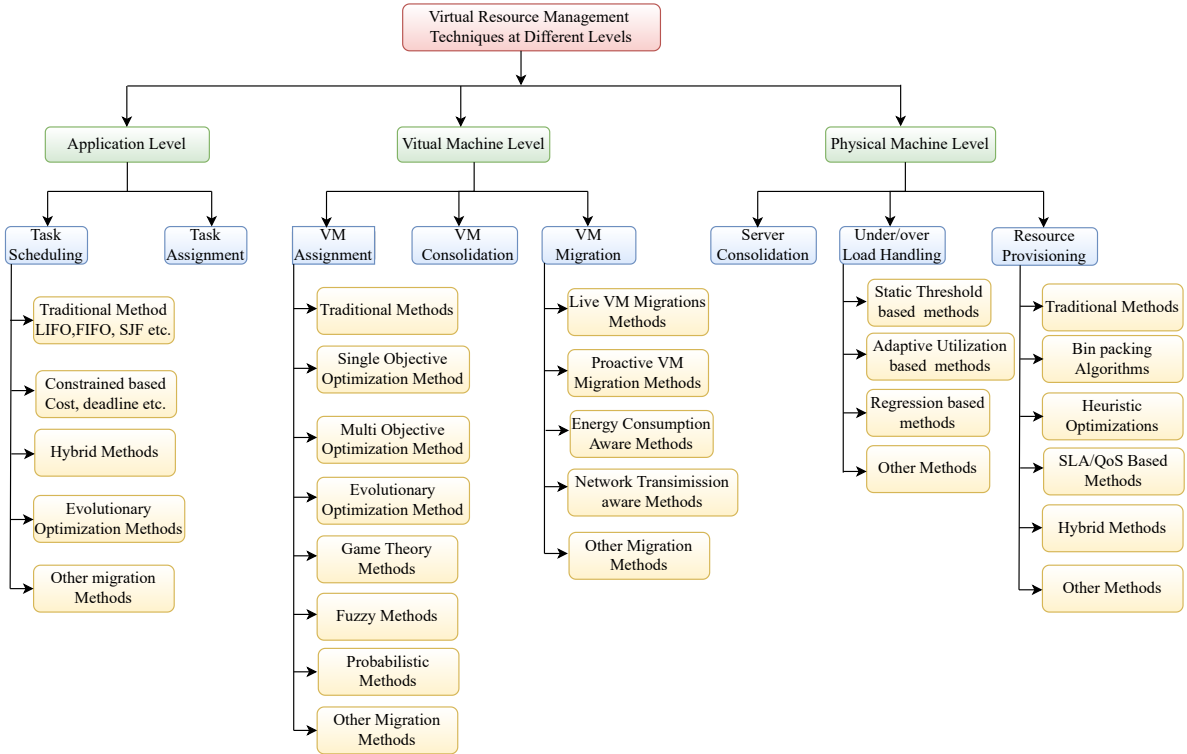 Virtual Resource Management
Techniques at Different Levels
Application Level
Vitual Machine Level
Physical Machine Level
Task
Scheduling
Task
Assignment
VM
Assignment
VM
Consolidation
VM
Migration
Server
Consolidation
Under/over
Load Handling
Resource
Provisioning
Traditional Method
LIFO,FIFO, SJF etc.
Constrained based
Cost, deadline etc.
Hybrid Methods
Evolutionary
Optimization Methods
Other migration
Methods
Traditional Methods
Single Objective
Optimization Method
Multi Objective
Optimization Method
Evolutionary
Optimization Method
Game Theory
Methods
Fuzzy Methods
Probabilistic
Methods
Other Migration
Methods
Live VM Migrations
Methods
Proactive VM
Migration Methods
Energy Consumption
Aware Methods
Network Transimission
aware Methods
Other Migration
Methods
Static Threshold
based methods
Adaptive Utilization
based methods
Regression based
methods
Other Methods
Traditional Methods
Bin packing
Algorithms
Heuristic
Optimizations
SLA/QoS Based
Methods
Hybrid Methods
Other Methods